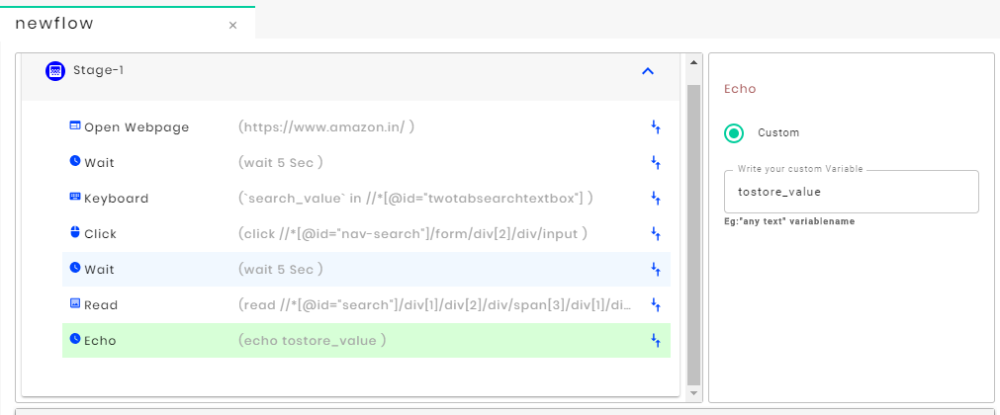 newflow ×
Stage-1
Open Webpage (https://www.amazon.in/ )
Wait (wait 5 Sec )
Keyboard (`search_value` in //*[@id="twotabsearchtextbox"] )
Click (click //*[@id="nav-search"]/form/div[2]/div/input )
Wait (wait 5 Sec )
Read (read //*[@id="search"]/div[1]/div[2]/div/span[3]/div[1]/di...
Echo (echo tostore_value )
Echo
Custom
Write your custom Variable
tostore_value
Eg:"any text" variablename